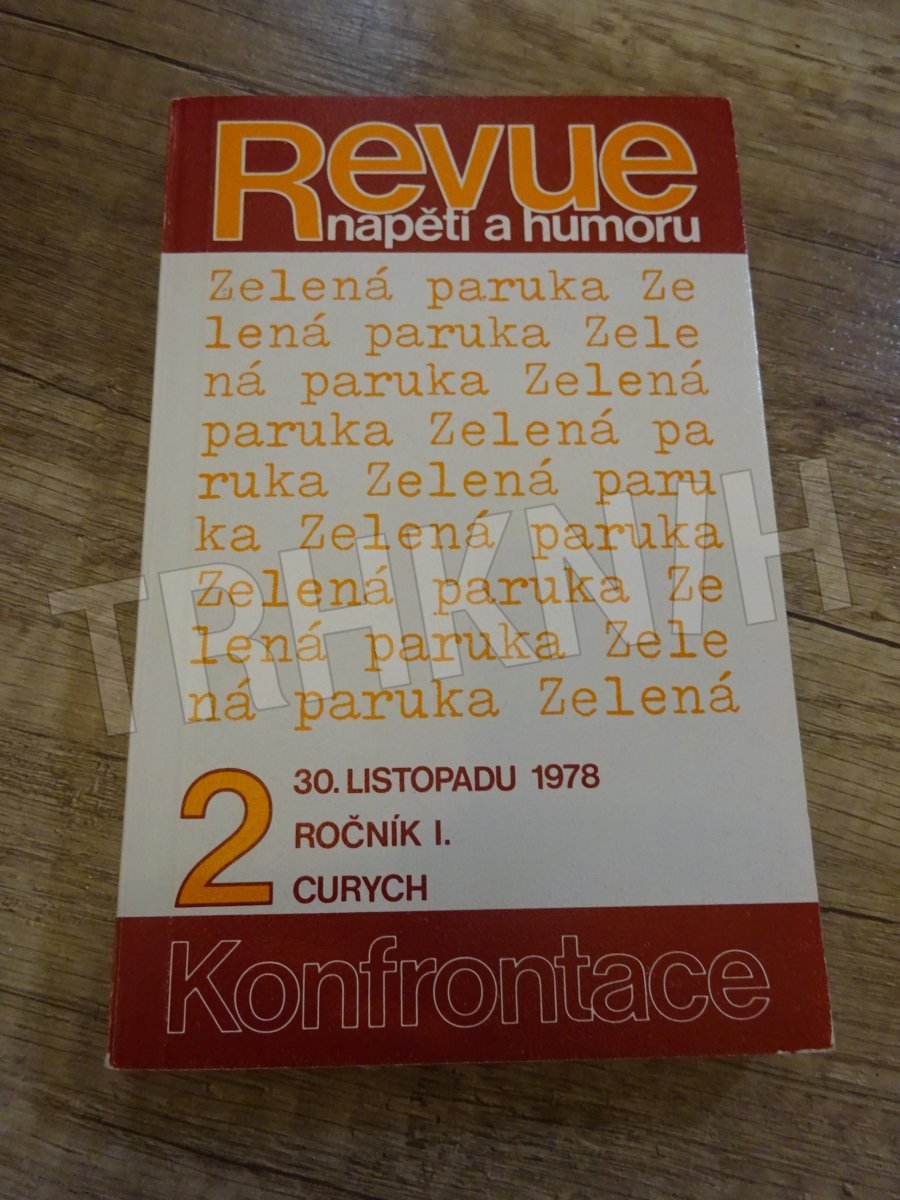 Revue
napětí a humoru
Zelená paruka Ze
lená paruka Zele
ná paruka Zelená
paruka Zelená pa
ruka Zelená paru
ka Zelená paruka
Zelená paruka Ze
lená paruka Zele
ná paruka Zelená
TRHKNIH
2
30. LISTOPADU 1978
ROČNÍK I.
CURYCH
Konfrontace